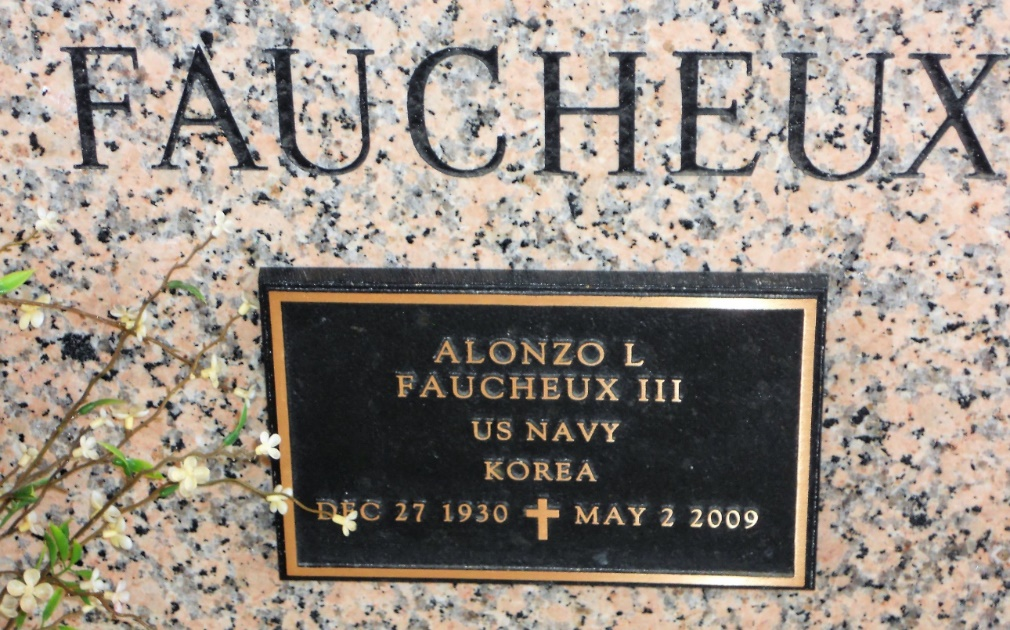 FAUCHEUX
ALONZO L
FAUCHEUX III
US NAVY
KOREA
DEC 27 1930 MAY 2 2009